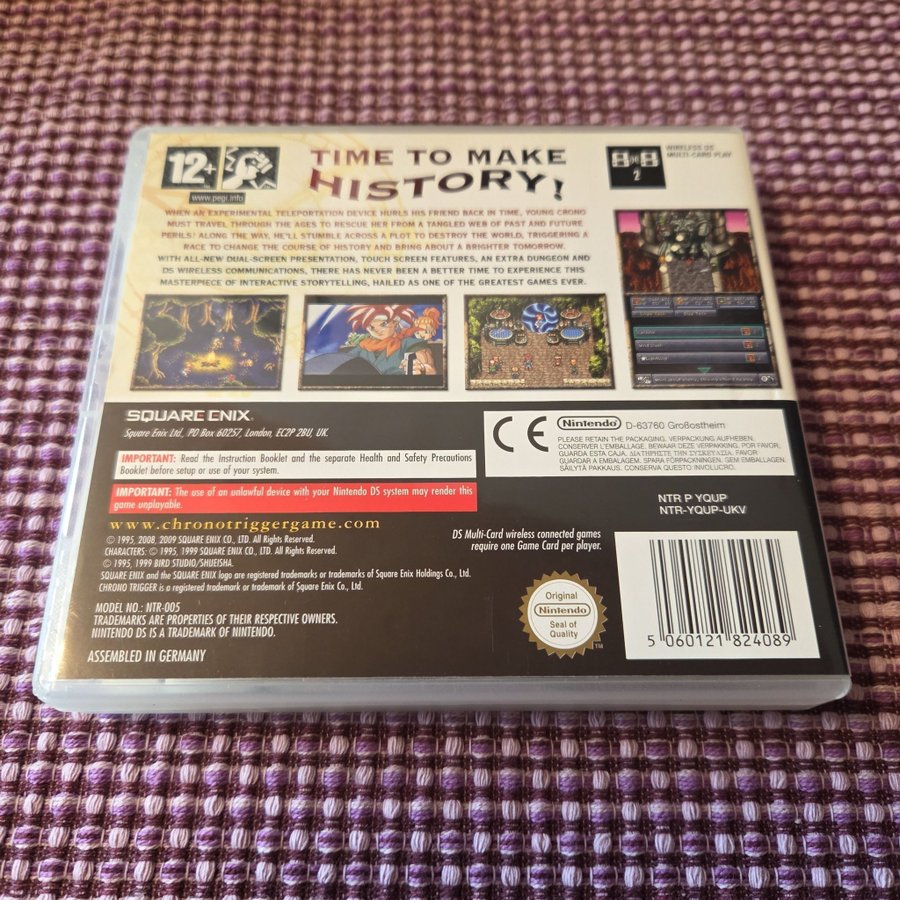 12+
www.pegi.info
TIME TO MAKE
HISTORY!
2
WIRELESS DS
MULTI-CARD PLAY
WHEN AN EXPERIMENTAL TELEPORTATION DEVICE HURLS HIS FRIEND BACK IN TIME, YOUNG CRONO
MUST TRAVEL THROUGH THE AGES TO RESCUE HER FROM A TANGLED WEB OF PAST AND FUTURE
PERILS! ALONG THE WAY, HE'LL STUMBLE ACROSS A PLOT TO DESTROY THE WORLD, TRIGGERING A
RACE TO CHANGE THE COURSE OF HISTORY AND BRING ABOUT A BRIGHTER TOMORROW.
WITH ALL-NEW DUAL-SCREEN PRESENTATION, TOUCH SCREEN FEATURES, AN EXTRA DUNGEON AND
DS WIRELESS COMMUNICATIONS, THERE HAS NEVER BEEN A BETTER TIME TO EXPERIENCE THIS
MASTERPIECE OF INTERACTIVE STORYTELLING, HAILED AS ONE OF THE GREATEST GAMES EVER.
SQUARE ENIX
Square Enix Ltd., PO Box 60257, London, EC2P 2BU, UK.
IMPORTANT: Read the Instruction Booklet and the separate Health and Safety Precautions
Booklet before setup or use of your system.
IMPORTANT: The use of an unlawful device with your Nintendo DS system may render this
game unplayable.
www.chronotriggergame.com
© 1995, 2008, 2009 SQUARE ENIX CO., LTD. All Rights Reserved.
CHARACTERS: © 1995, 1999 SQUARE ENIX CO., LTD. All Rights Reserved.
© 1995, 1999 BIRD STUDIO/SHUEISHA.
SQUARE ENIX and the SQUARE ENIX logo are registered trademarks or trademarks of Square Enix Holdings Co., Ltd.
CHRONO TRIGGER is a registered trademark or trademark of Square Enix Co., Ltd.
MODEL NO.: NTR-005
TRADEMARKS ARE PROPERTIES OF THEIR RESPECTIVE OWNERS.
NINTENDO DS IS A TRADEMARK OF NINTENDO.
ASSEMBLED IN GERMANY
CE
Nintendo
D-63760 Großostheim
PLEASE RETAIN THE PACKAGING. VERPACKUNG AUFHEBEN.
CONSERVER L'EMBALLAGE. BEWAAR DEZE VERPAKKING. POR FAVOR,
GUARDA ESTA CAJA. ΔΙΑΤΗΡΗΣΤΕ ΤΗΝ ΣΥΣΚΕΥΑΣΙΑ. FAVOR
GUARDAR A EMBALAGEM. SPARA FÖRPACKNINGEN. GEM EMBALLAGEN.
SÄILYTÄ PAKKAUS. CONSERVA QUESTO INVOLUCRO.
NTR P YQUP
NTR-YQUP-UKV
DS Multi-Card wireless connected games
require one Game Card per player.
Original
Nintendo
Seal of
Quality
TM
5 060121 824089